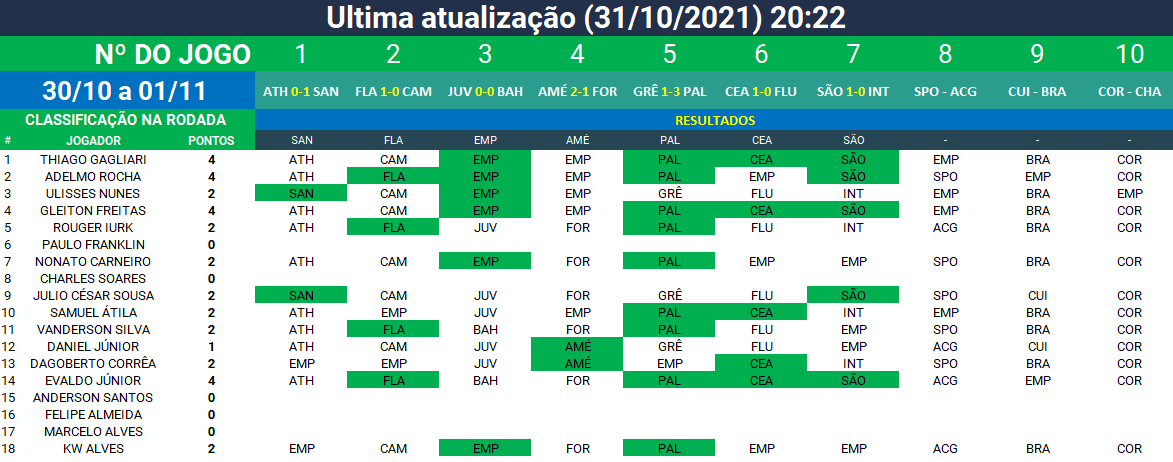 Ultima atualização (31/10/2021) 20:22
Nº DO JOGO 1 2 3 4 5 6 7 8 9 10
30/10 a 01/11 ATH 0-1 SAN FLA 1-0 CAM JUV 0-0 BAH AMÉ 2-1 FOR GRÊ 1-3 PAL CEA 1-0 FLU SÃO 1-0 INT SPO - ACG CUI - BRA COR - CHA
CLASSIFICAÇÃO NA RODADA RESULTADOS
# JOGADOR PONTOS SAN FLA EMP AMÉ PAL CEA SÃO - - -
1 THIAGO GAGLIARI 4 ATH CAM EMP EMP PAL CEA SÃO EMP BRA COR
2 ADELMO ROCHA 4 ATH FLA EMP EMP PAL EMP SÃO SPO EMP COR
3 ULISSES NUNES 2 SAN CAM EMP EMP GRÊ FLU INT EMP BRA EMP
4 GLEITON FREITAS 4 ATH CAM EMP EMP PAL CEA SÃO EMP BRA COR
5 ROUGER IURK 2 ATH FLA JUV FOR PAL FLU INT ACG BRA COR
6 PAULO FRANKLIN 0
7 NONATO CARNEIRO 2 ATH CAM EMP FOR PAL EMP EMP SPO BRA COR
8 CHARLES SOARES 0
9 JULIO CÉSAR SOUSA 2 SAN CAM JUV FOR GRÊ FLU SÃO SPO CUI COR
10 SAMUEL ÁTILA 2 ATH EMP JUV FOR PAL CEA INT EMP BRA COR
11 VANDERSON SILVA 2 ATH FLA BAH FOR PAL FLU EMP SPO BRA COR
12 DANIEL JÚNIOR 1 ATH CAM JUV AMÉ GRÊ FLU EMP ACG CUI COR
13 DAGOBERTO CORRÊA 2 EMP EMP JUV AMÉ EMP CEA INT SPO BRA COR
14 EVALDO JÚNIOR 4 ATH FLA BAH FOR PAL CEA SÃO ACG EMP COR
15 ANDERSON SANTOS 0
16 FELIPE ALMEIDA 0
17 MARCELO ALVES 0
18 KW ALVES 2 EMP CAM EMP FOR PAL EMP EMP ACG BRA COR